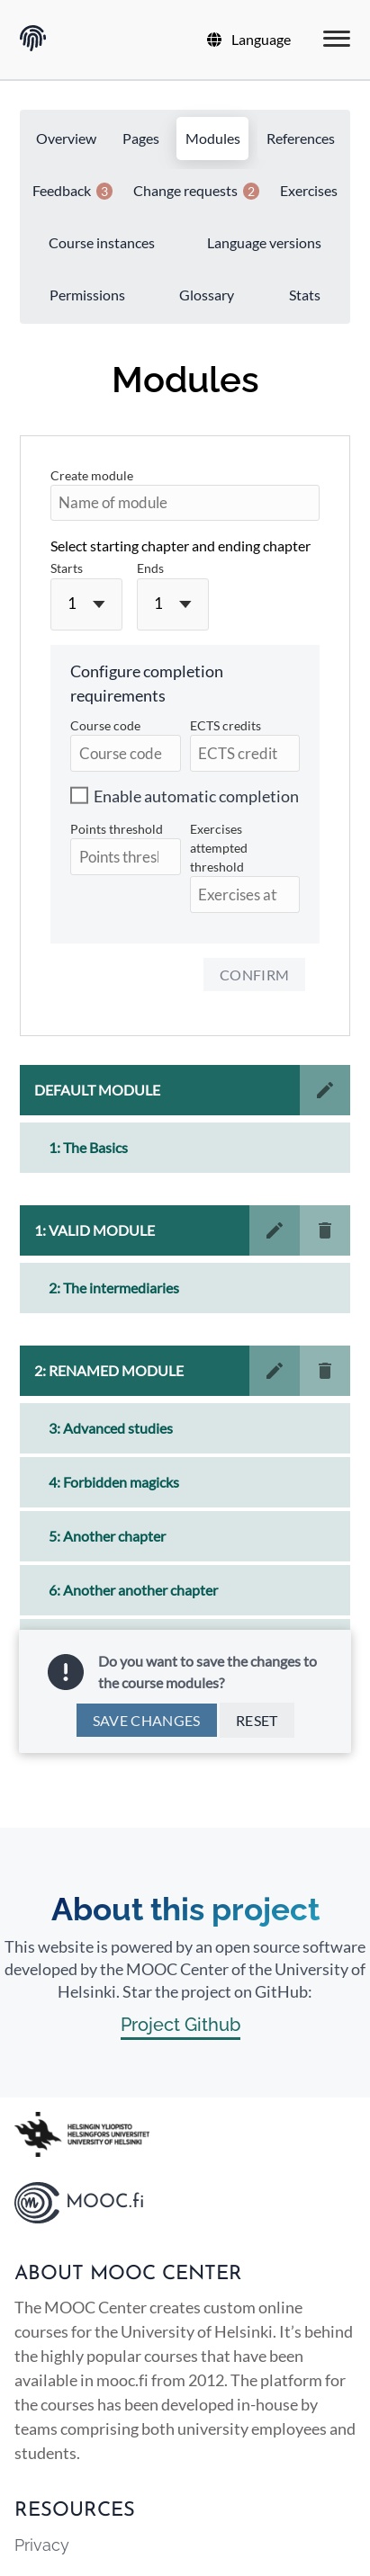 Language
Overview Pages Modules References
Feedback 3 Change requests 2 Exercises
Course instances Language versions
Permissions Glossary Stats
Modules
Create module
Name of module
Select starting chapter and ending chapter
Starts Ends
1 1
Configure completion
requirements
Course code ECTS credits
Course code ECTS credit
Enable automatic completion
Points threshold Exercises
attempted
threshold
Points thresh
Exercises at
CONFIRM
DEFAULT MODULE
1: The Basics
1: VALID MODULE
2: The intermediaries
2: RENAMED MODULE
3: Advanced studies
4: Forbidden magicks
5: Another chapter
6: Another another chapter
Do you want to save the changes to
the course modules?
SAVE CHANGES RESET
About this project
This website is powered by an open source software
developed by the MOOC Center of the University of
Helsinki. Star the project on GitHub:
Project Github
HELSINGIN YLIOPISTO
HELSINGFORS UNIVERSITET
UNIVERSITY OF HELSINKI
MOOC.fi
ABOUT MOOC CENTER
The MOOC Center creates custom online
courses for the University of Helsinki. It’s behind
the highly popular courses that have been
available in mooc.fi from 2012. The platform for
the courses has been developed in-house by
teams comprising both university employees and
students.
RESOURCES
Privacy